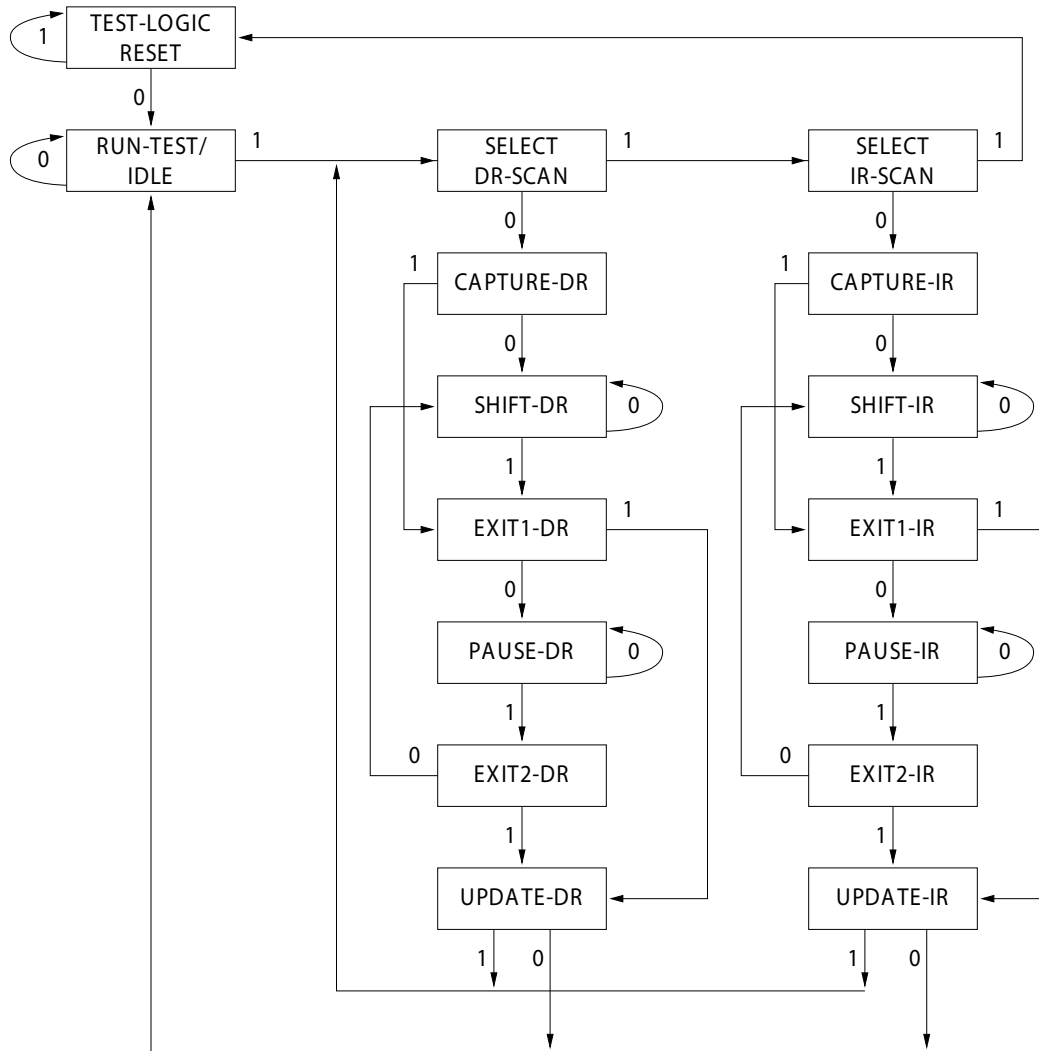 TEST-LOGIC
RESET
1
0
RUN-TEST/
IDLE
0
1
SELECT
DR-SCAN
1
SELECT
IR-SCAN
1
0
0
1
CAPTURE-DR
1
CAPTURE-IR
0
0
SHIFT-DR
0
SHIFT-IR
0
1
1
EXIT1-DR
1
EXIT1-IR
1
0
0
PAUSE-DR
0
PAUSE-IR
0
1
1
0
EXIT2-DR
0
EXIT2-IR
1
1
UPDATE-DR
UPDATE-IR
1
0
1
0